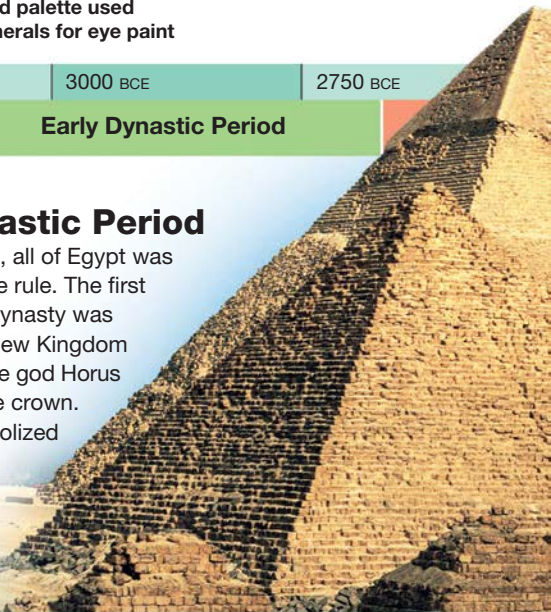 d palette used
erals for eye paint
3000 BCE
2750 BCE
Early Dynastic Period
astic Period
, all of Egypt was
e rule. The first
ynasty was
ew Kingdom
e god Horus
e crown.
olized